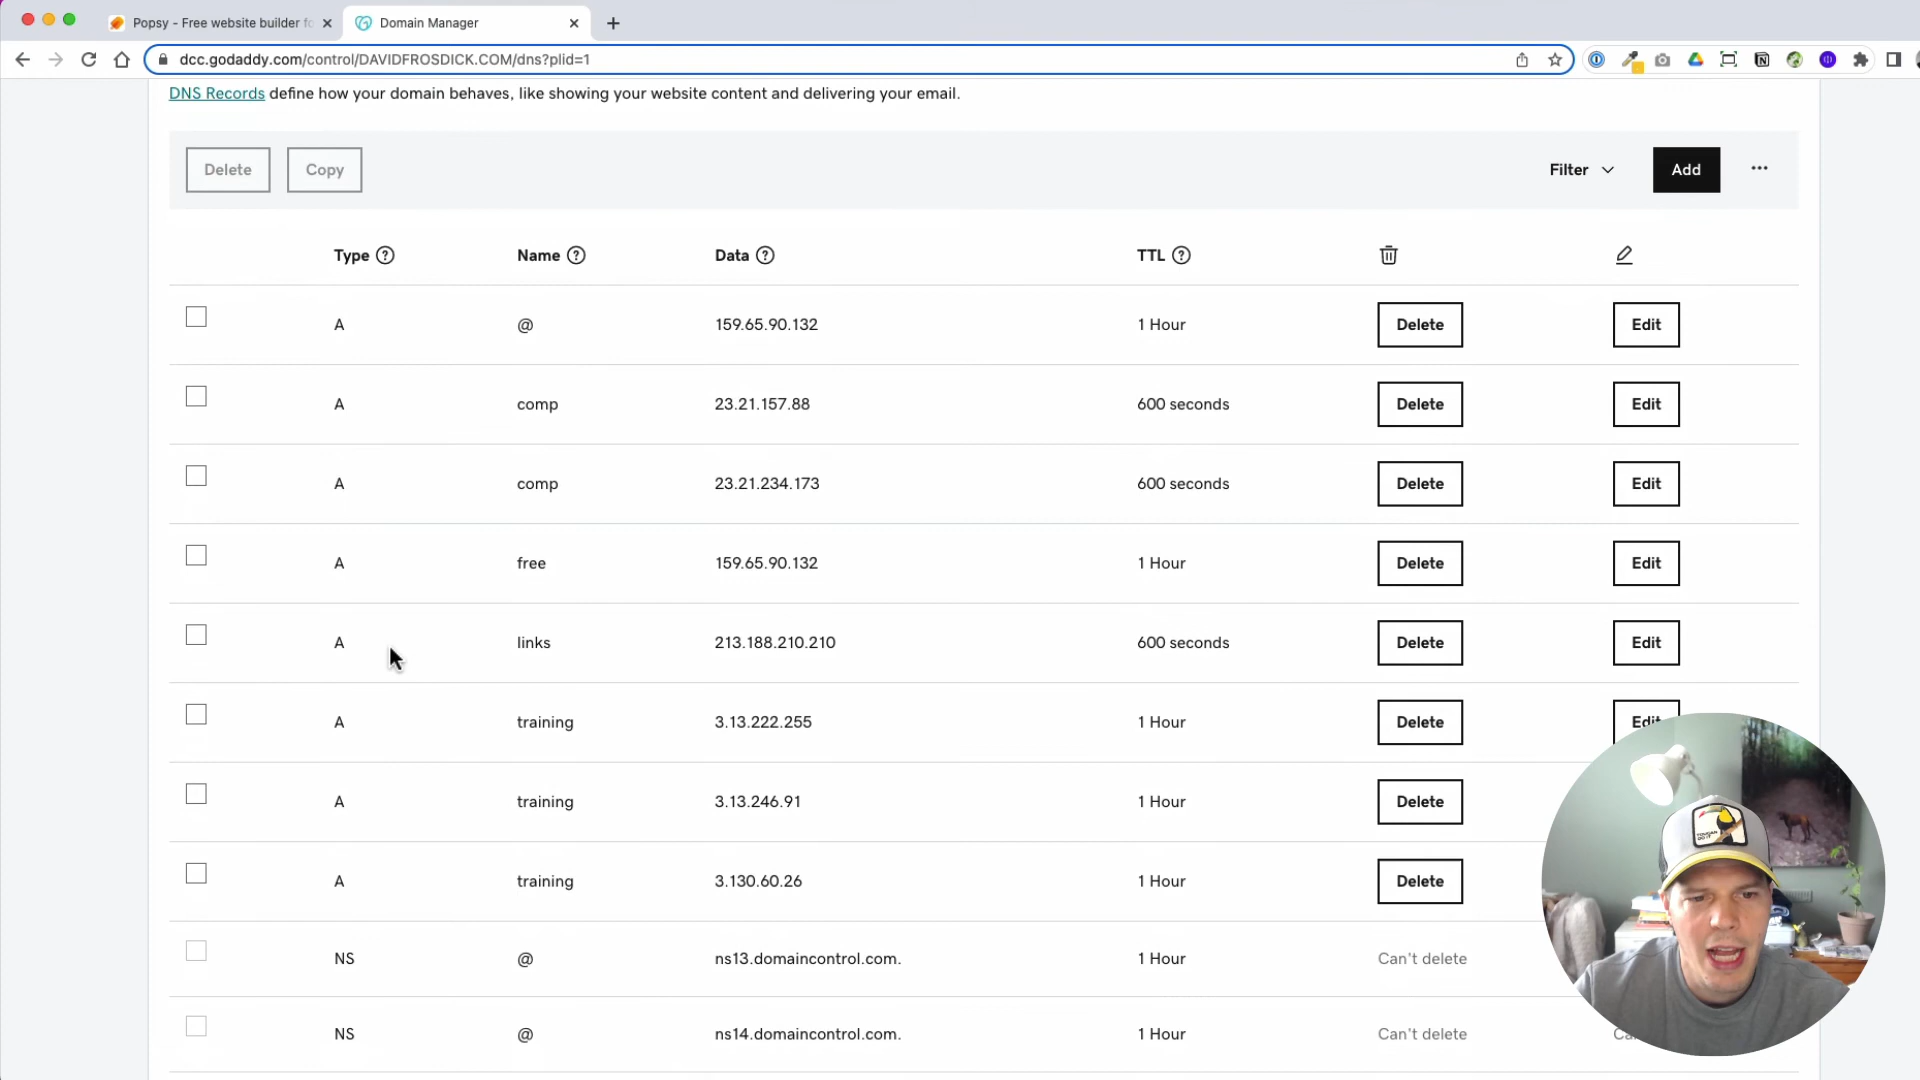 Popsy - Free website builder fo
Domain Manager
dcc.godaddy.com/control/DAVIDFROSDICK.COM/dns?plid=1
DNS Records define how your domain behaves, like showing your website content and delivering your email.
Delete Copy Filter Add
Type Name Data TTL
A @ 159.65.90.132 1 Hour Delete Edit
A comp 23.21.157.88 600 seconds Delete Edit
A comp 23.21.234.173 600 seconds Delete Edit
A free 159.65.90.132 1 Hour Delete Edit
A links 213.188.210.210 600 seconds Delete Edit
A training 3.13.222.255 1 Hour Delete Edit
A training 3.13.246.91 1 Hour Delete
A training 3.130.60.26 1 Hour Delete
NS @ ns13.domaincontrol.com. 1 Hour Can't delete
NS @ ns14.domaincontrol.com. 1 Hour Can't delete